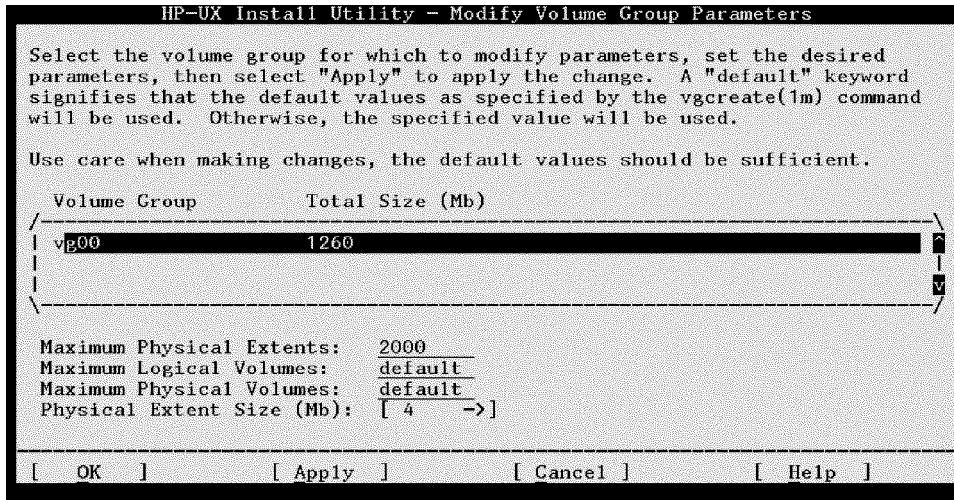 HP-UX Install Utility - Modify Volume Group Parameters
Select the volume group for which to modify parameters, set the desired
parameters, then select "Apply" to apply the change.  A "default" keyword
signifies that the default values as specified by the vgcreate(1m) command
will be used.  Otherwise, the specified value will be used.
Use care when making changes, the default values should be sufficient.
Volume Group Total Size (Mb)
vg00 1260 ^
v
Maximum Physical Extents: 2000
Maximum Logical Volumes: default
Maximum Physical Volumes: default
Physical Extent Size (Mb): [ 4 ->]
[ OK ] [ Apply ] [ Cancel ] [ Help ]